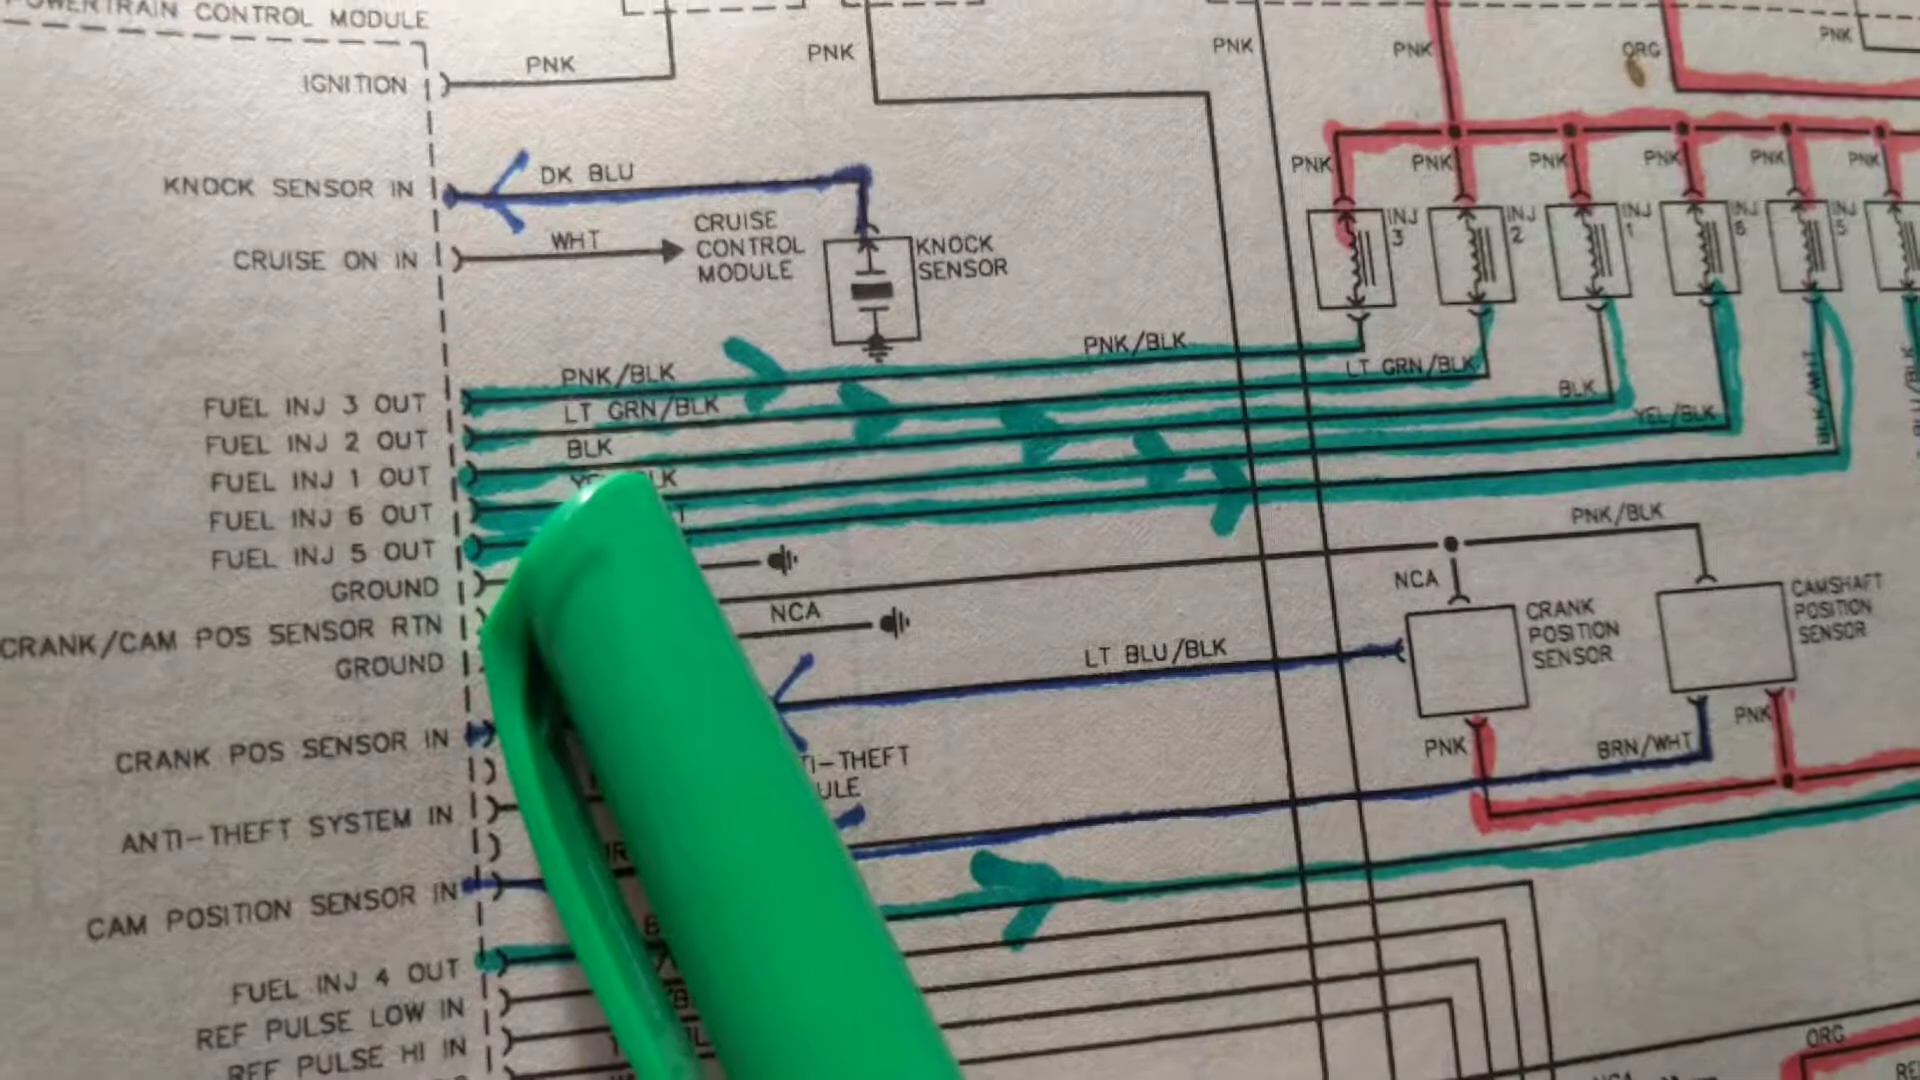 POWERTRAIN CONTROL MODULE
IGNITION
PNK
PNK
PNK
PNK
ORG
PNK
KNOCK SENSOR IN
DK BLU
CRUISE ON IN
WHT
CRUISE
CONTROL
MODULE
KNOCK
SENSOR
PNK
PNK
PNK
PNK
PNK
PNK
INJ
3
INJ
2
INJ
1
INJ
6
INJ
5
FUEL INJ 3 OUT
PNK/BLK
PNK/BLK
FUEL INJ 2 OUT
LT GRN/BLK
LT GRN/BLK
FUEL INJ 1 OUT
BLK
BLK
FUEL INJ 6 OUT
YEL/BLK
BLK/WHT
FUEL INJ 5 OUT
GROUND
CRANK/CAM POS SENSOR RTN
GROUND
NCA
PNK/BLK
NCA
CRANK
POSITION
SENSOR
CAMSHAFT
POSITION
SENSOR
CRANK POS SENSOR IN
LT BLU/BLK
PNK
BRN/WHT
PNK
ANTI-THEFT SYSTEM IN
TI-THEFT
ULE
CAM POSITION SENSOR IN
FUEL INJ 4 OUT
REF PULSE LOW IN
REF PULSE HI IN
ORG